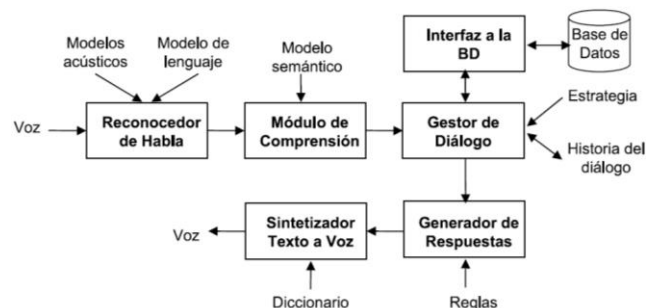 Modelos
acústicos
Modelo de
lenguaje
Modelo
semántico
Interfaz a la
BD
Base de
Datos
Voz
Reconocedor
de Habla
Módulo de
Comprensión
Gestor de
Diálogo
Estrategia
Historia del
diálogo
Voz
Sintetizador
Texto a Voz
Generador de
Respuestas
Diccionario
Reglas